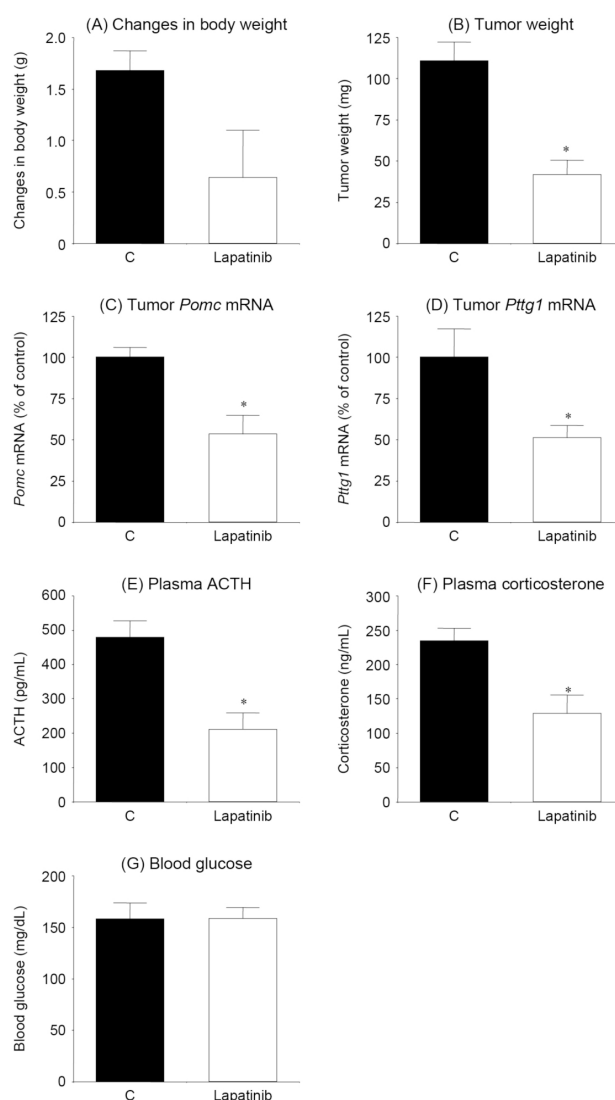 (A) Changes in body weight
Changes in body weight (g)
2.0
1.5
1.0
0.5
0
C
Lapatinib
(B) Tumor weight
Tumor weight (mg)
125
100
75
50
25
0
*
C
Lapatinib
(C) Tumor Pomc mRNA
Pomc mRNA (% of control)
125
100
75
50
25
0
*
C
Lapatinib
(D) Tumor Pttg1 mRNA
Pttg1 mRNA (% of control)
125
100
75
50
25
0
*
C
Lapatinib
(E) Plasma ACTH
ACTH (pg/mL)
600
500
400
300
200
100
0
*
C
Lapatinib
(F) Plasma corticosterone
Corticosterone (ng/mL)
300
250
200
150
100
50
0
*
C
Lapatinib
(G) Blood glucose
Blood glucose (mg/dL)
200
150
100
50
0
C
Lapatinib